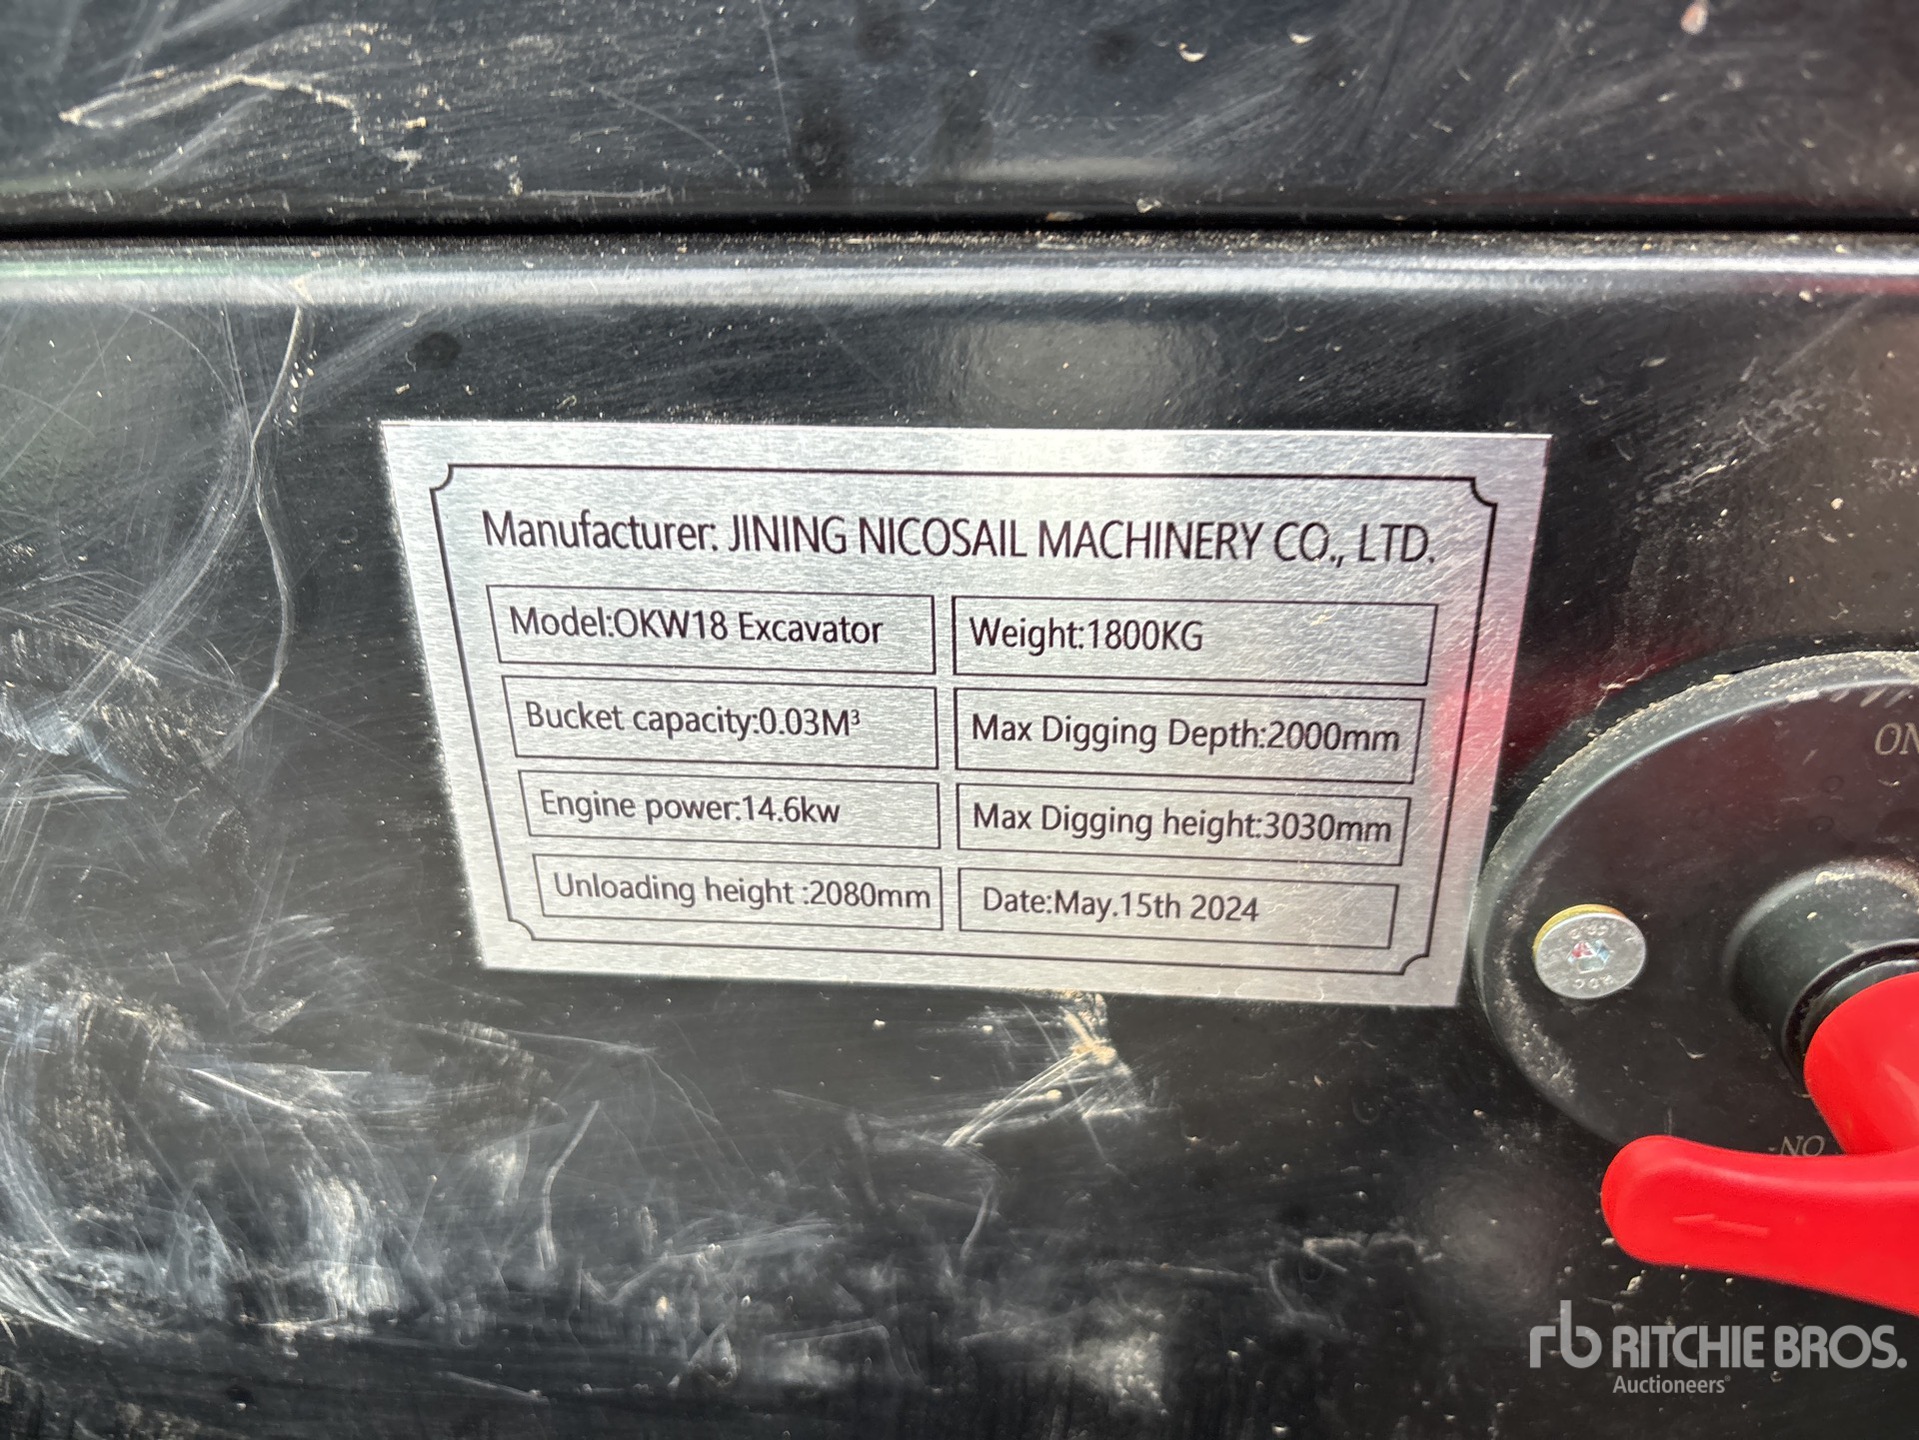 Manufacturer: JINING NICOSAIL MACHINERY CO., LTD.
Model:OKW18 Excavator
Weight:1800KG
Bucket capacity:0.03M³
Max Digging Depth:2000mm
Engine power:14.6kw
Max Digging height:3030mm
Unloading height :2080mm
Date:May.15th 2024
ON
NO
rb RITCHIE BROS.
Auctioneers®